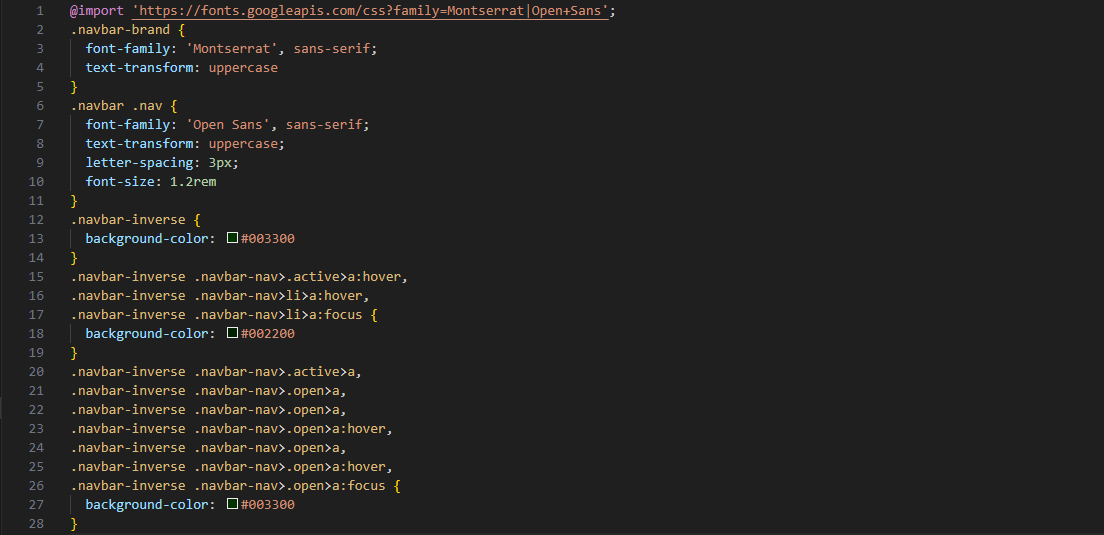 1 @import 'https://fonts.googleapis.com/css?family=Montserrat|Open+Sans';
2 .navbar-brand {
3   font-family: 'Montserrat', sans-serif;
4   text-transform: uppercase
5 }
6 .navbar .nav {
7   font-family: 'Open Sans', sans-serif;
8   text-transform: uppercase;
9   letter-spacing: 3px;
10   font-size: 1.2rem
11 }
12 .navbar-inverse {
13   background-color: #003300
14 }
15 .navbar-inverse .navbar-nav>.active>a:hover,
16 .navbar-inverse .navbar-nav>li>a:hover,
17 .navbar-inverse .navbar-nav>li>a:focus {
18   background-color: #002200
19 }
20 .navbar-inverse .navbar-nav>.active>a,
21 .navbar-inverse .navbar-nav>.open>a,
22 .navbar-inverse .navbar-nav>.open>a,
23 .navbar-inverse .navbar-nav>.open>a:hover,
24 .navbar-inverse .navbar-nav>.open>a,
25 .navbar-inverse .navbar-nav>.open>a:hover,
26 .navbar-inverse .navbar-nav>.open>a:focus {
27   background-color: #003300
28 }